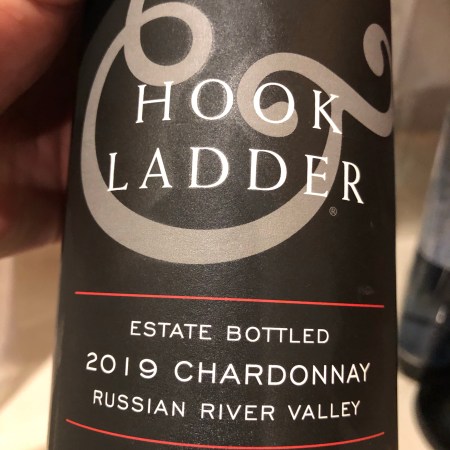 HOOK
&
LADDER
®
ESTATE BOTTLED
2019 CHARDONNAY
RUSSIAN RIVER VALLEY